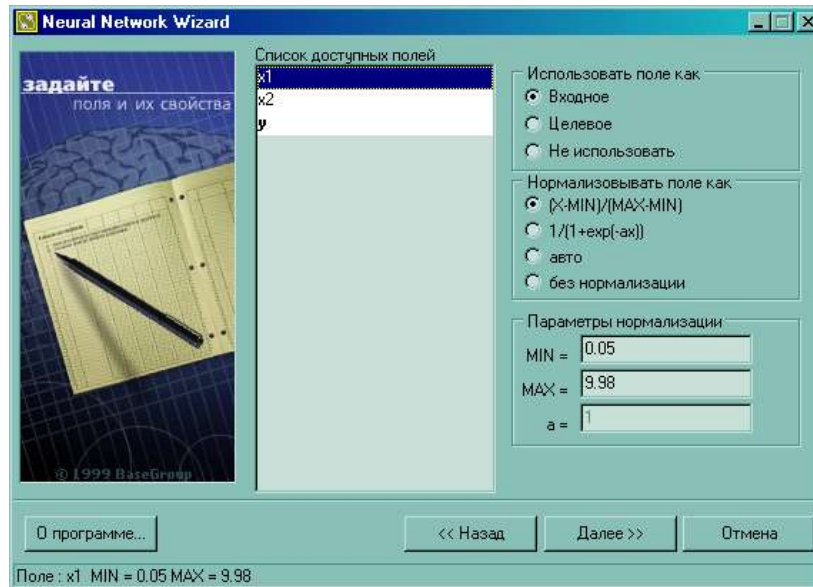 Neural Network Wizard
задайте
поля и их свойства
© 1999 BaseGroup
Список доступных полей
x1
x2
y
Использовать поле как
Входное
Целевое
Не использовать
Нормализовывать поле как
(X-MIN)/(MAX-MIN)
1/(1+exp(-ax))
авто
без нормализации
Параметры нормализации
MIN = 0.05
MAX = 9.98
a = 1
О программе...
<< Назад
Далее >>
Отмена
Поле : x1 MIN = 0.05 MAX = 9.98